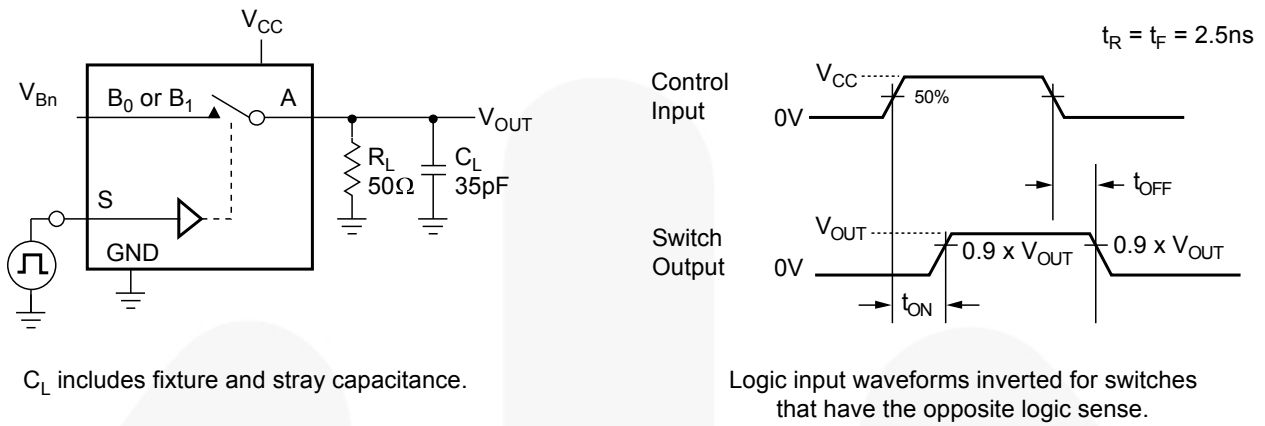 V_CC
V_Bn
B_0 or B_1
A
V_OUT
R_L
50Ω
C_L
35pF
S
GND
C_L includes fixture and stray capacitance.
t_R = t_F = 2.5ns
Control
Input
V_CC
50%
0V
t_OFF
Switch
Output
V_OUT
0V
0.9 x V_OUT
0.9 x V_OUT
t_ON
Logic input waveforms inverted for switches
that have the opposite logic sense.